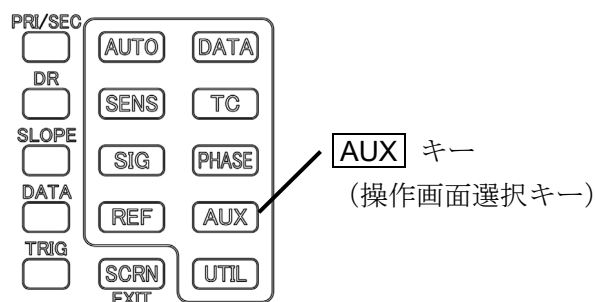 PRI/SEC
AUTO DATA
DR
SENS TC
SLOPE
SIG PHASE
AUX キー
(操作画面選択キー)
DATA
REF AUX
TRIG
SCRN UTIL
EXIT